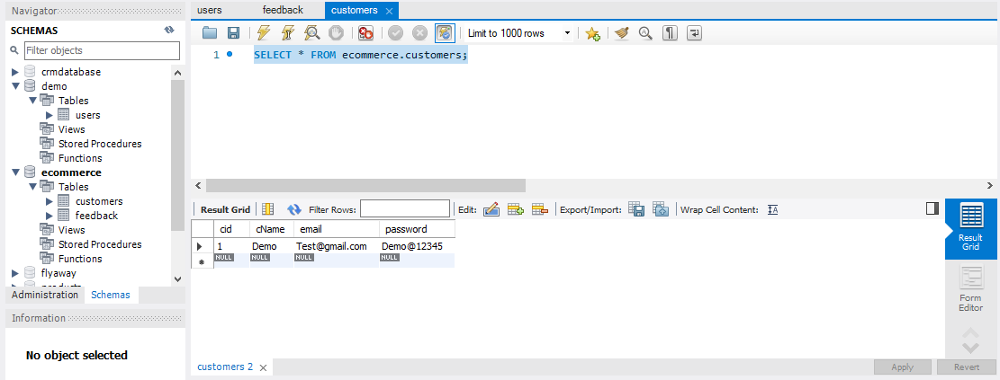 Navigator
SCHEMAS
Filter objects
crmdatabase
demo
Tables
users
Views
Stored Procedures
Functions
ecommerce
Tables
customers
feedback
Views
Stored Procedures
Functions
flyaway
products
Administration Schemas
Information
No object selected
users feedback customers ×
Limit to 1000 rows
1 SELECT * FROM ecommerce.customers;
Result Grid Filter Rows: Edit: Export/Import: Wrap Cell Content: IA
cid cName email password
1 Demo Test@gmail.com Demo@12345
NULL NULL NULL NULL
Result
Grid
Form
Editor
customers 2 ×
Apply Revert